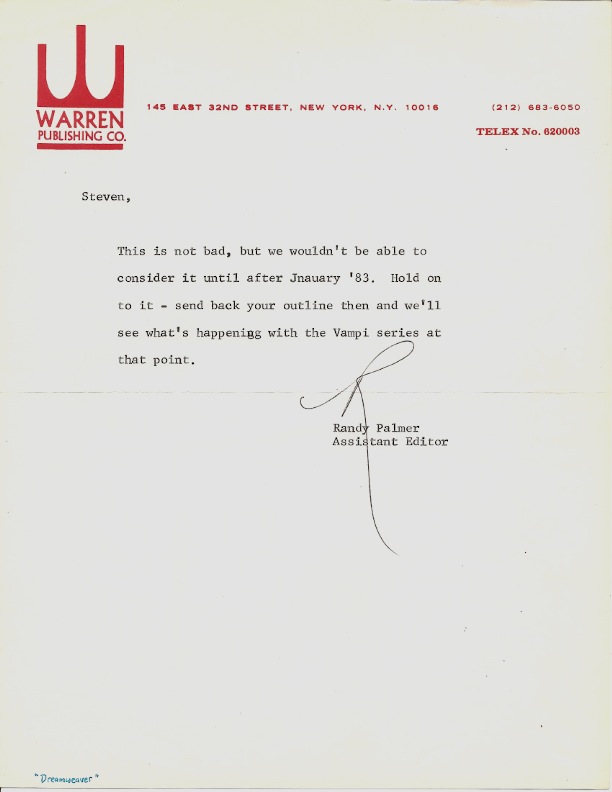 WARREN
PUBLISHING CO.
145 EAST 32ND STREET, NEW YORK, N.Y. 10016
(212) 683-6050
TELEX No. 620003
Steven,
This is not bad, but we wouldn't be able to
consider it until after Jnauary '83. Hold on
to it - send back your outline then and we'll
see what's happening with the Vampi series at
that point.
R
Randy Palmer
Assistant Editor
"Dreamweaver"